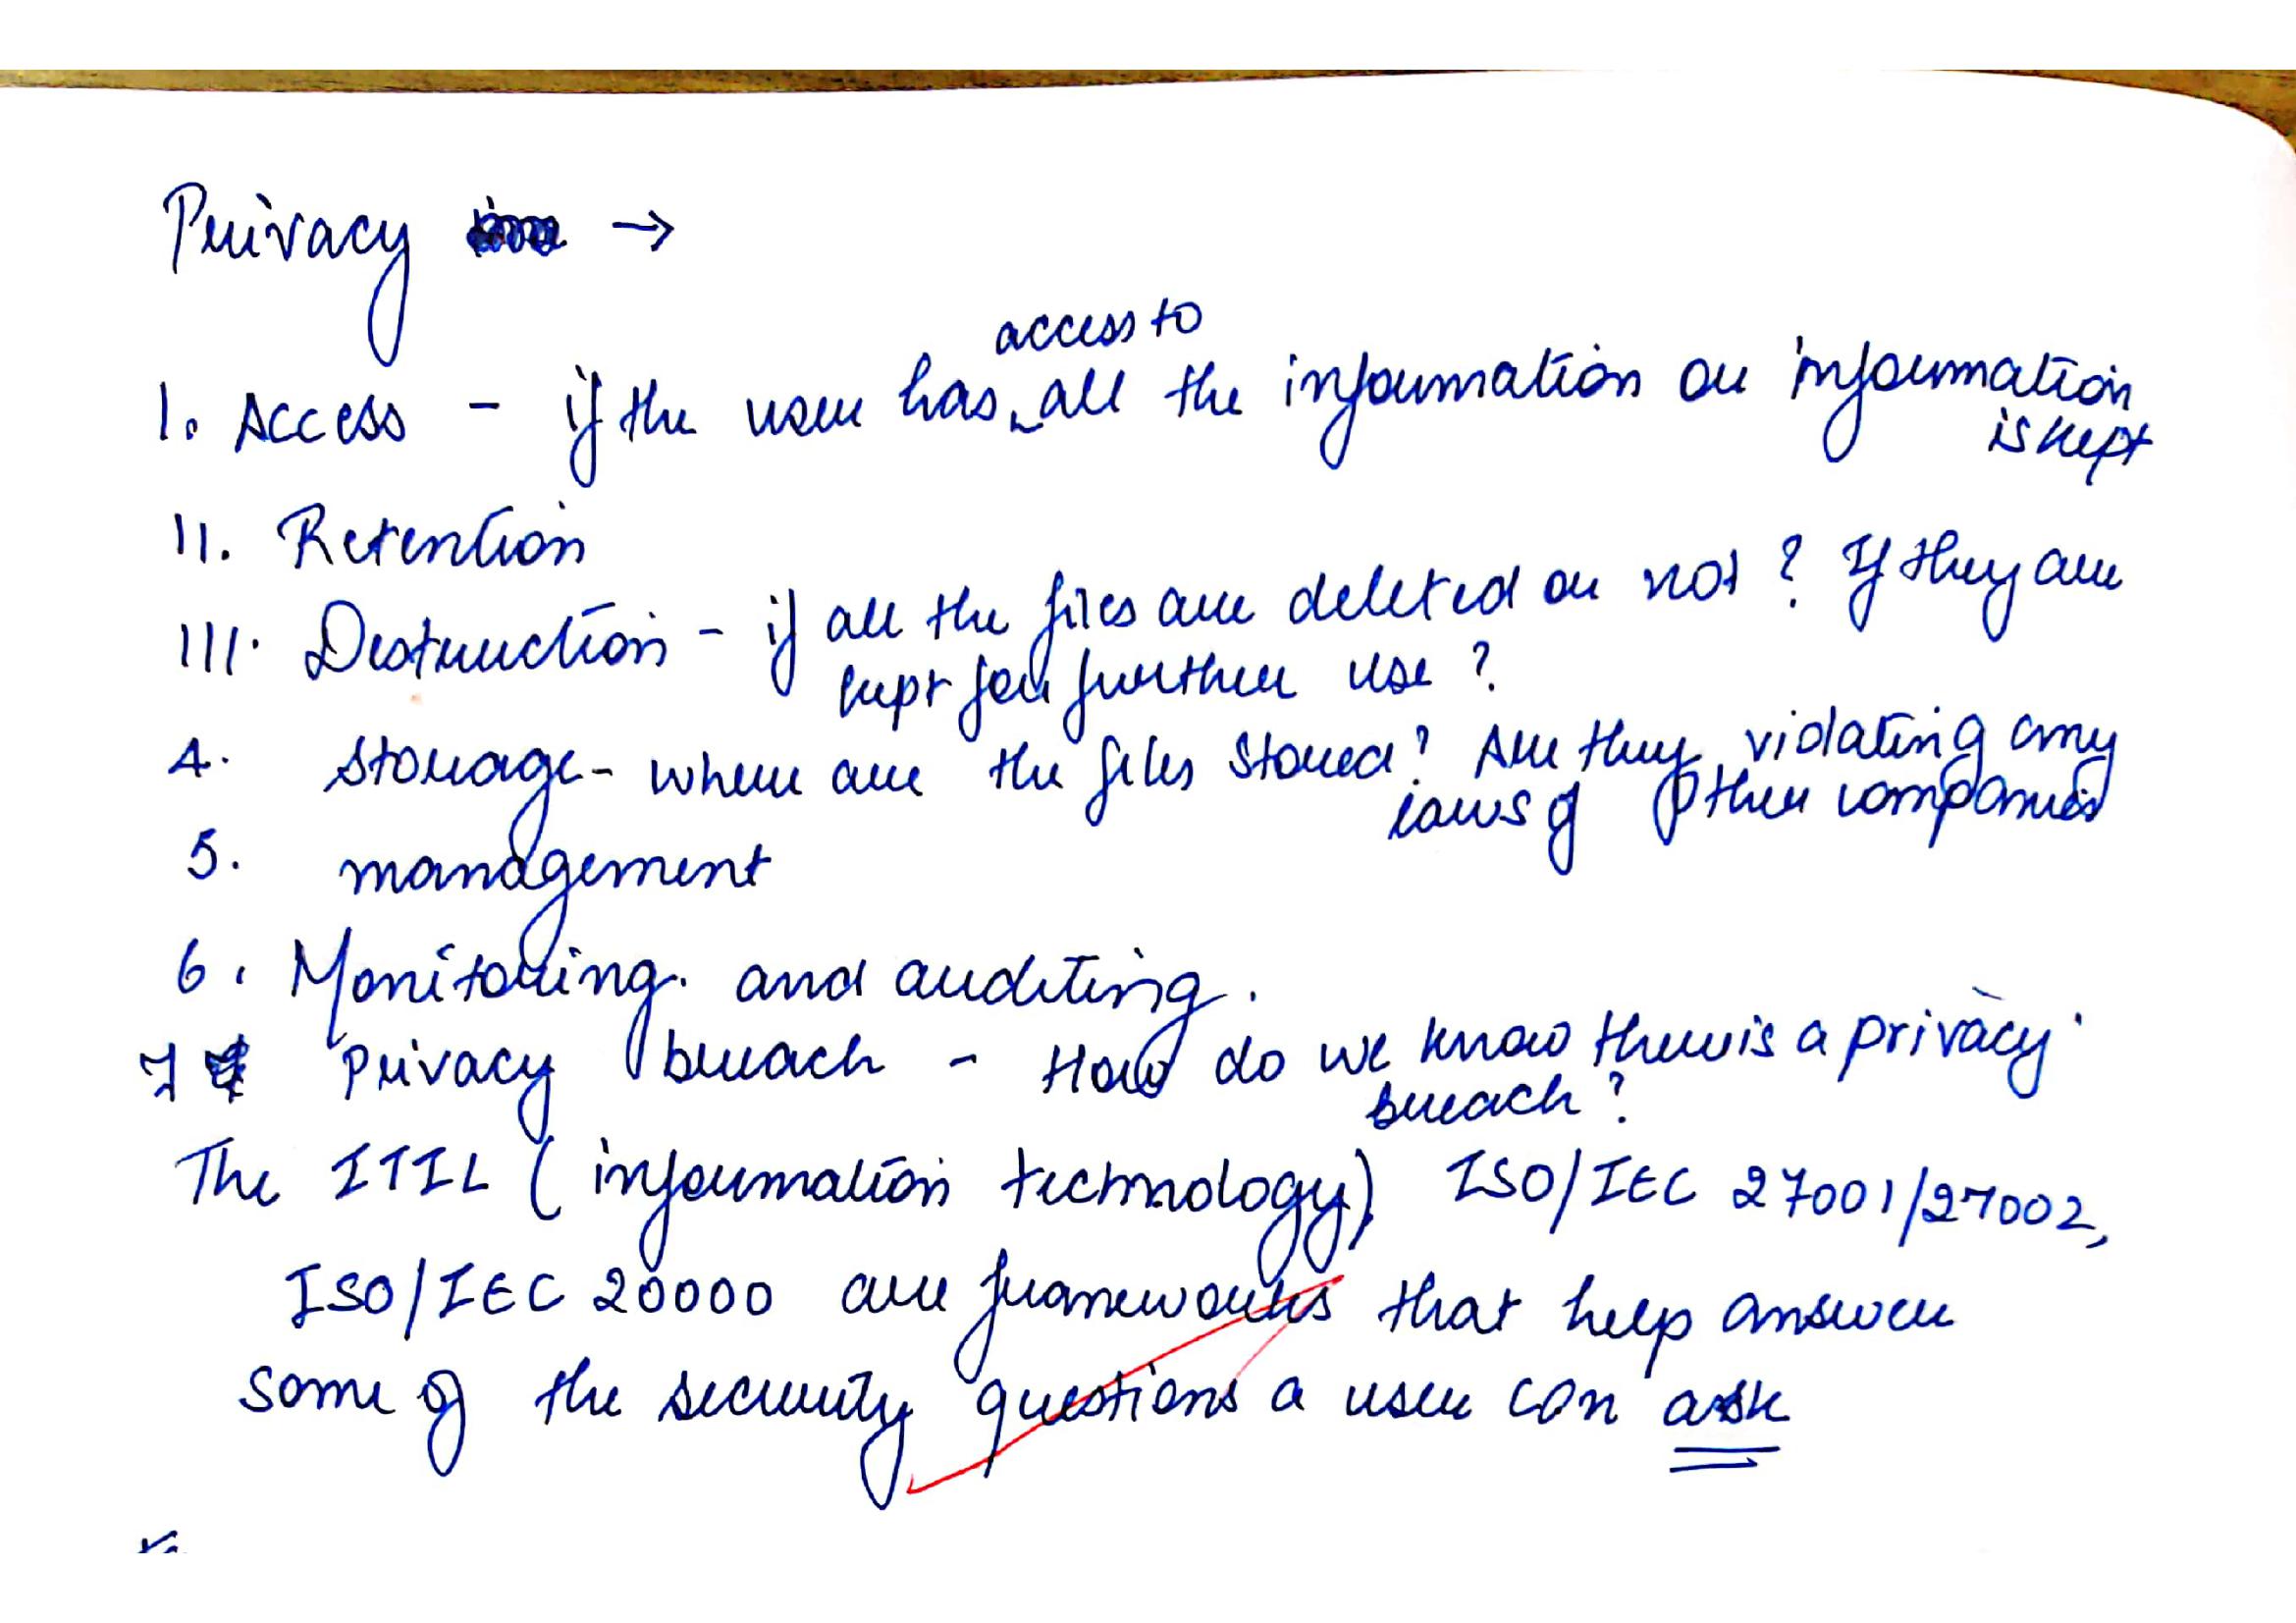 Privacy →
access to
I. Access - if the user has all the information or information
is kept
II. Retention
III. Destruction - if all the files are deleted or not ? If they are
kept for further use ?
4. storage - where are the files stored? Are they violating any
laws of other companies
5. management
6. Monitoring. and auditing.
7 Privacy breach - How do we know there is a privacy
breach ?
The ITIL ( information technology) ISO/IEC 27001/27002,
ISO/IEC 20000 are frameworks that help answer
some of the security questions a user can ask